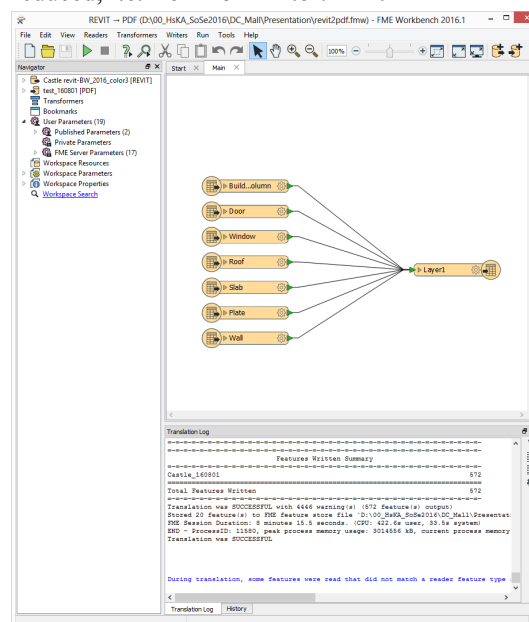 REVIT → PDF (D:\00_HsKA_SoSe2016\DC_Mall\Presentation\revit2pdf.fmw) - FME Workbench 2016.1
File Edit View Readers Transformers Writers Run Tools Help
100%
Navigator
Start Main
Castle revit-BW_2016_color3 [REVIT]
test_160801 [PDF]
Transformers
Bookmarks
User Parameters (19)
Published Parameters (2)
Private Parameters
FME Server Parameters (17)
Workspace Resources
Workspace Parameters
Workspace Properties
Workspace Search
Build...olumn
Door
Window
Roof
Layer1
Slab
Plate
Wall
Translation Log
Features Written Summary
Castle_160801 572
Total Features Written 572
Translation was SUCCESSFUL with 4446 warning(s) (572 feature(s) output)
Stored 20 feature(s) to FME feature store file `D:\00_HsKA_SoSe2016\DC_Mall\Presentat
FME Session Duration: 8 minutes 15.5 seconds. (CPU: 422.6s user, 33.5s system)
END - ProcessID: 11580, peak process memory usage: 3014556 kB, current process memory
Translation was SUCCESSFUL
During translation, some features were read that did not match a reader feature type
Translation Log History